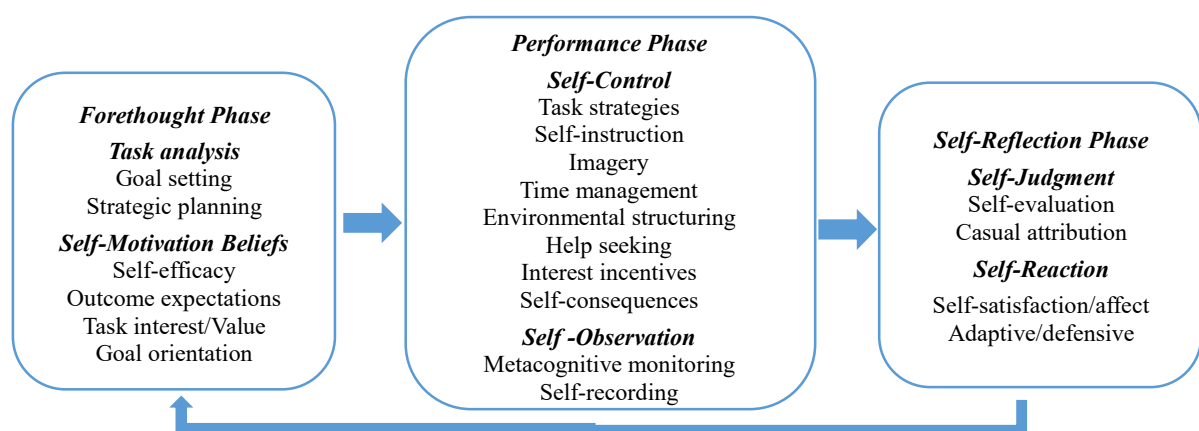 Forethought Phase
Task analysis
Goal setting
Strategic planning
Self-Motivation Beliefs
Self-efficacy
Outcome expectations
Task interest/Value
Goal orientation
Performance Phase
Self-Control
Task strategies
Self-instruction
Imagery
Time management
Environmental structuring
Help seeking
Interest incentives
Self-consequences
Self -Observation
Metacognitive monitoring
Self-recording
Self-Reflection Phase
Self-Judgment
Self-evaluation
Casual attribution
Self-Reaction
Self-satisfaction/affect
Adaptive/defensive